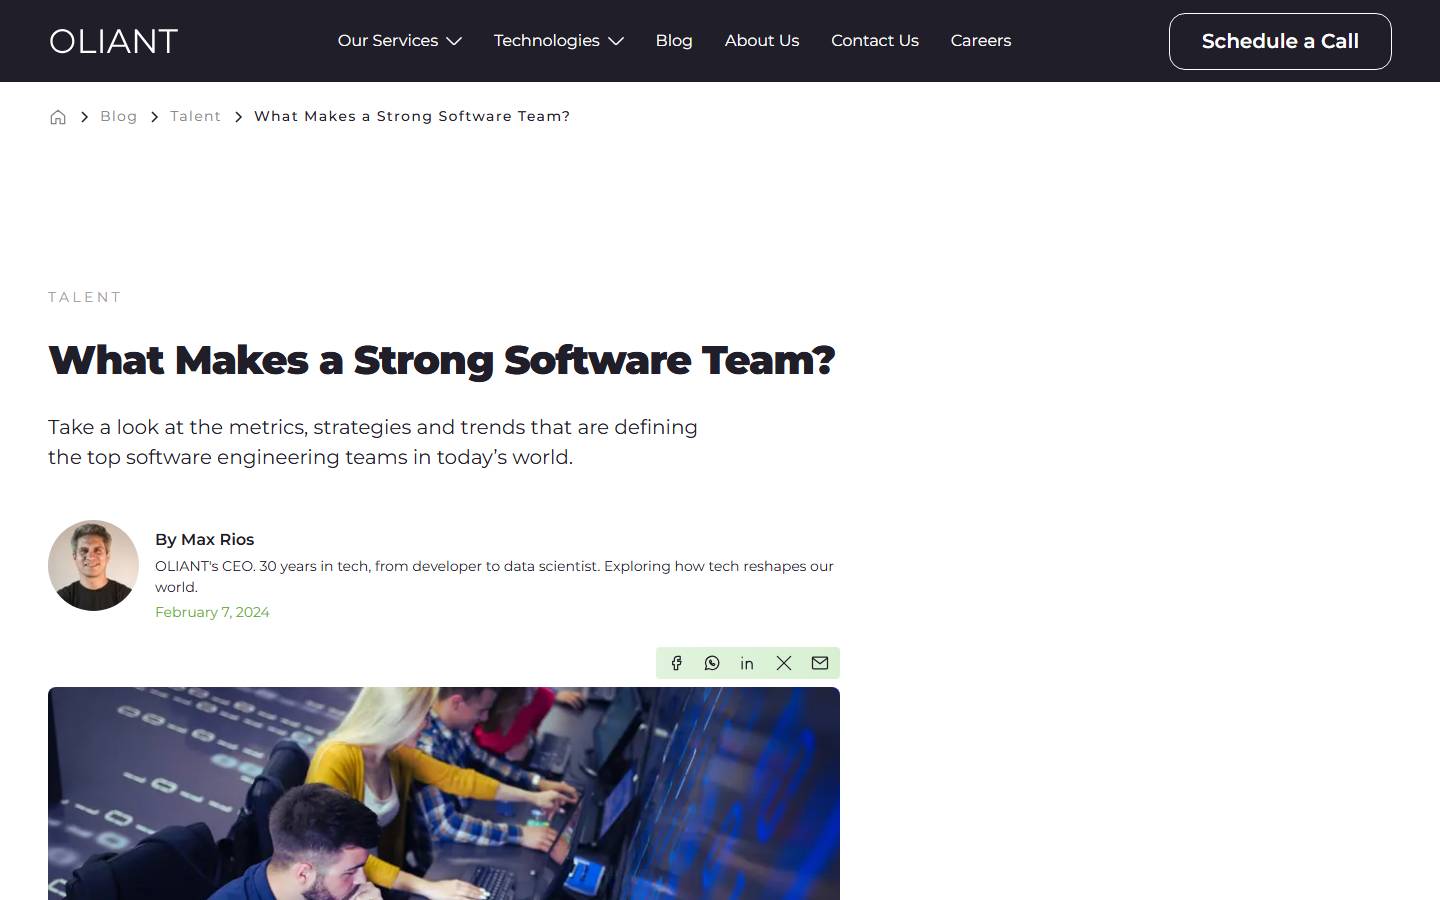 OLIANT
Our Services
Technologies
Blog
About Us
Contact Us
Careers
Schedule a Call
Blog
Talent
What Makes a Strong Software Team?
TALENT
What Makes a Strong Software Team?
Take a look at the metrics, strategies and trends that are defining
the top software engineering teams in today’s world.
By Max Rios
OLIANT's CEO. 30 years in tech, from developer to data scientist. Exploring how tech reshapes our
world.
February 7, 2024